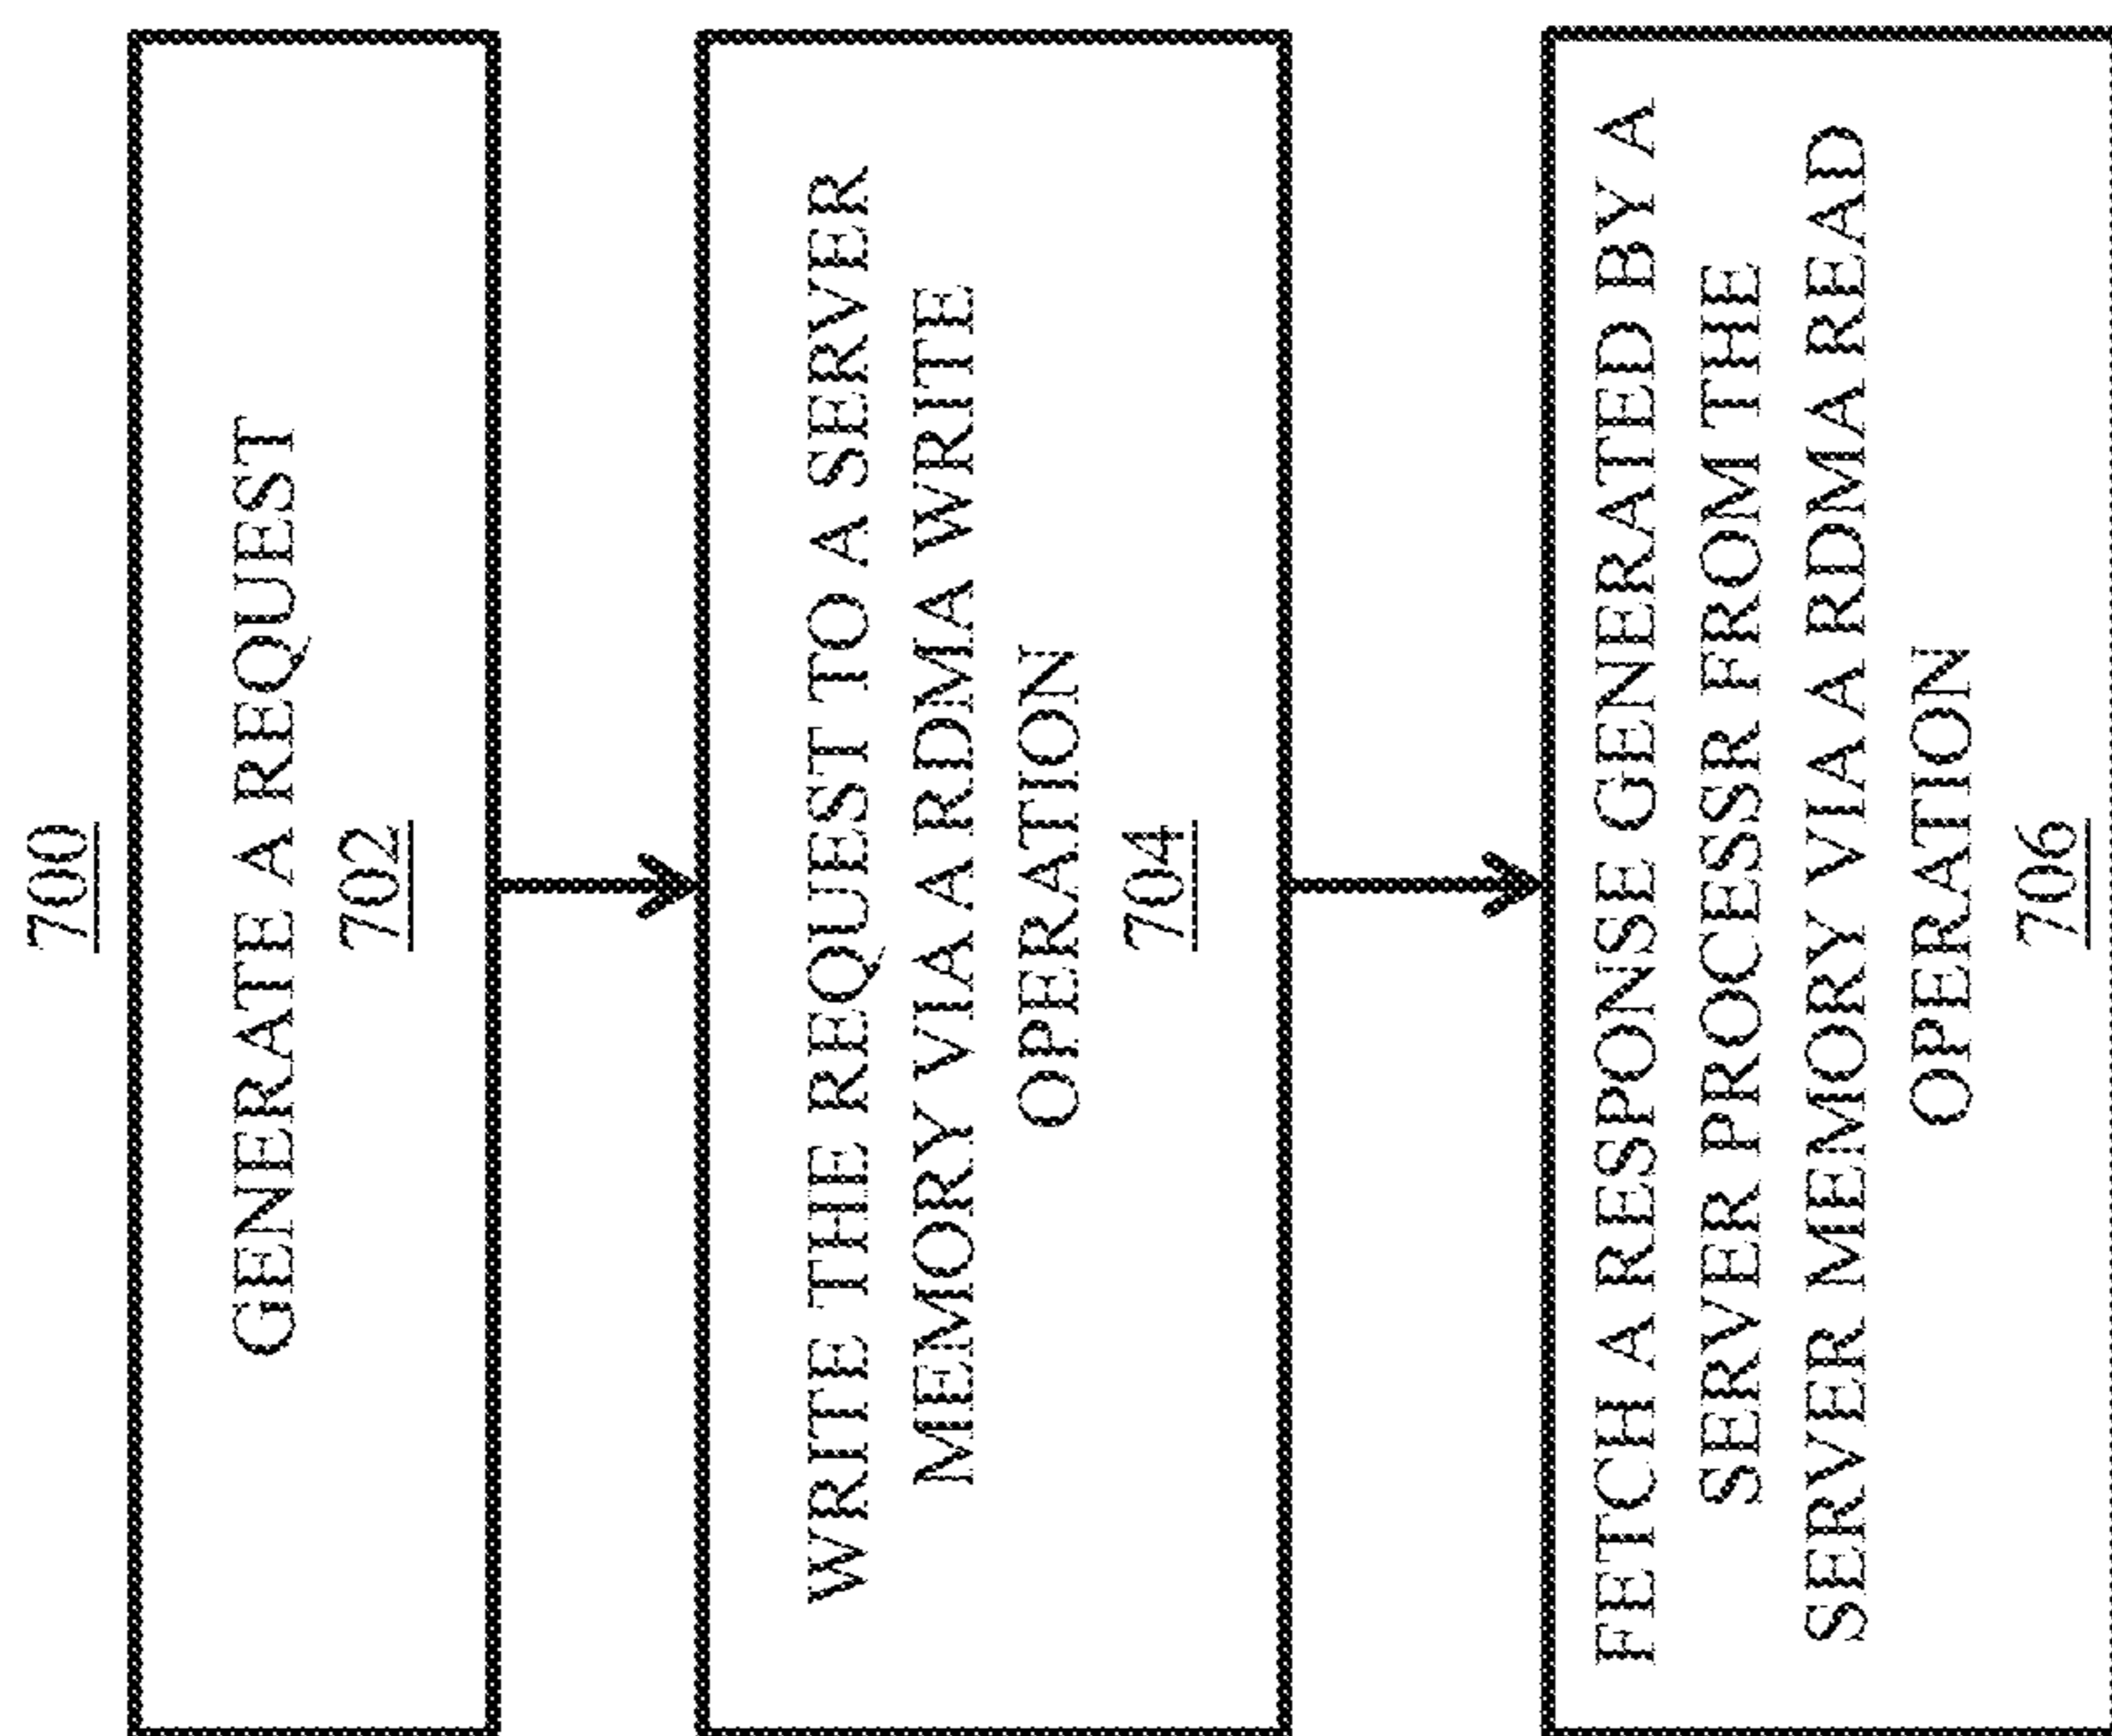 700
GENERATE A REQUEST
702
WRITE THE REQUEST TO A SERVER
MEMORY VIA A RDMA WRITE
OPERATION
704
FETCH A RESPONSE GENERATED BY A
SERVER PROCESSR FROM THE
SERVER MEMORY VIA A RDMA READ
OPERATION
706